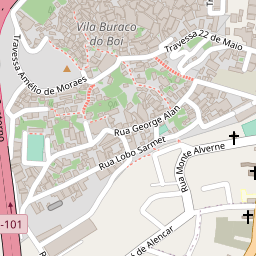 Vila Buraco
do Boi
Travessa 22 de Maio
Travessa Amélio de Moraes
Rua George Alan
Rua Lobo Sarmet
Rua Monte Alverne
-101
de Alencar